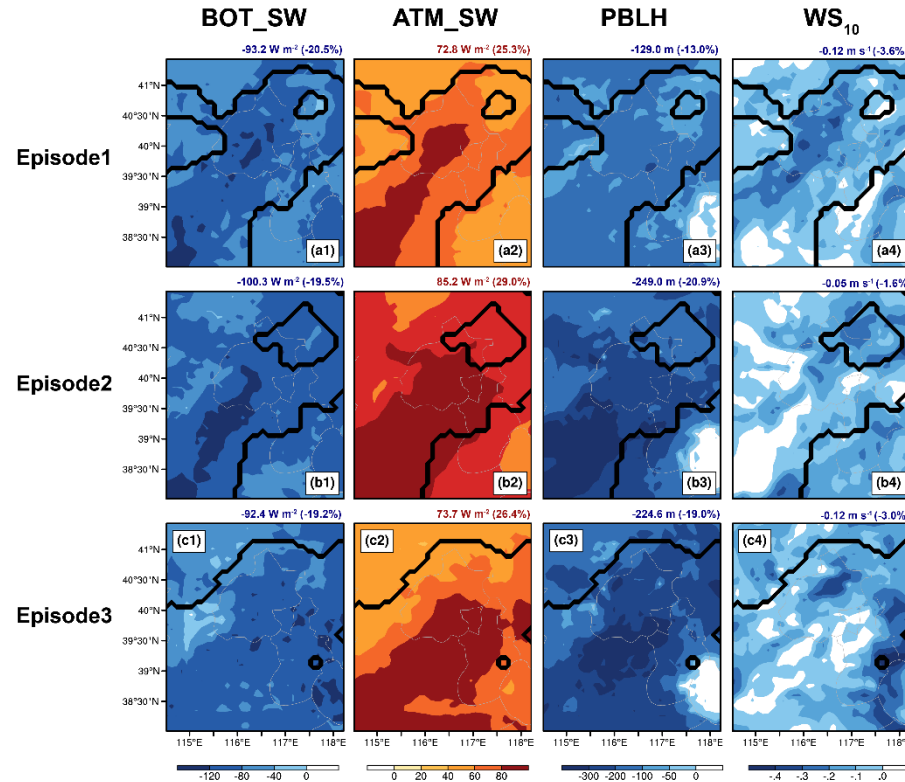 BOT_SW ATM_SW PBLH WS₁₀
-93.2 W m⁻² (-20.5%) 72.8 W m⁻² (25.3%) -129.0 m (-13.0%) -0.12 m s⁻¹ (-3.6%)
41°N
40°30'N
Episode1
40°N
39°30'N
39°N
38°30'N
(a1) (a2) (a3) (a4)
-100.3 W m⁻² (-19.5%) 85.2 W m⁻² (29.0%) -249.0 m (-20.9%) -0.05 m s⁻¹ (-1.6%)
41°N
40°30'N
Episode2
40°N
39°30'N
39°N
38°30'N
(b1) (b2) (b3) (b4)
-92.4 W m⁻² (-19.2%) 73.7 W m⁻² (26.4%) -224.6 m (-19.0%) -0.12 m s⁻¹ (-3.0%)
(c1) (c2) (c3) (c4)
41°N
40°30'N
40°N
Episode3
39°30'N
39°N
38°30'N
115°E 116°E 117°E 118°E 115°E 116°E 117°E 118°E 115°E 116°E 117°E 118°E 115°E 116°E 117°E 118°E
-120 -80 -40 0 0 20 40 60 80 -300 -200 -100 -50 0 -.4 -.3 -.2 -.1 .0